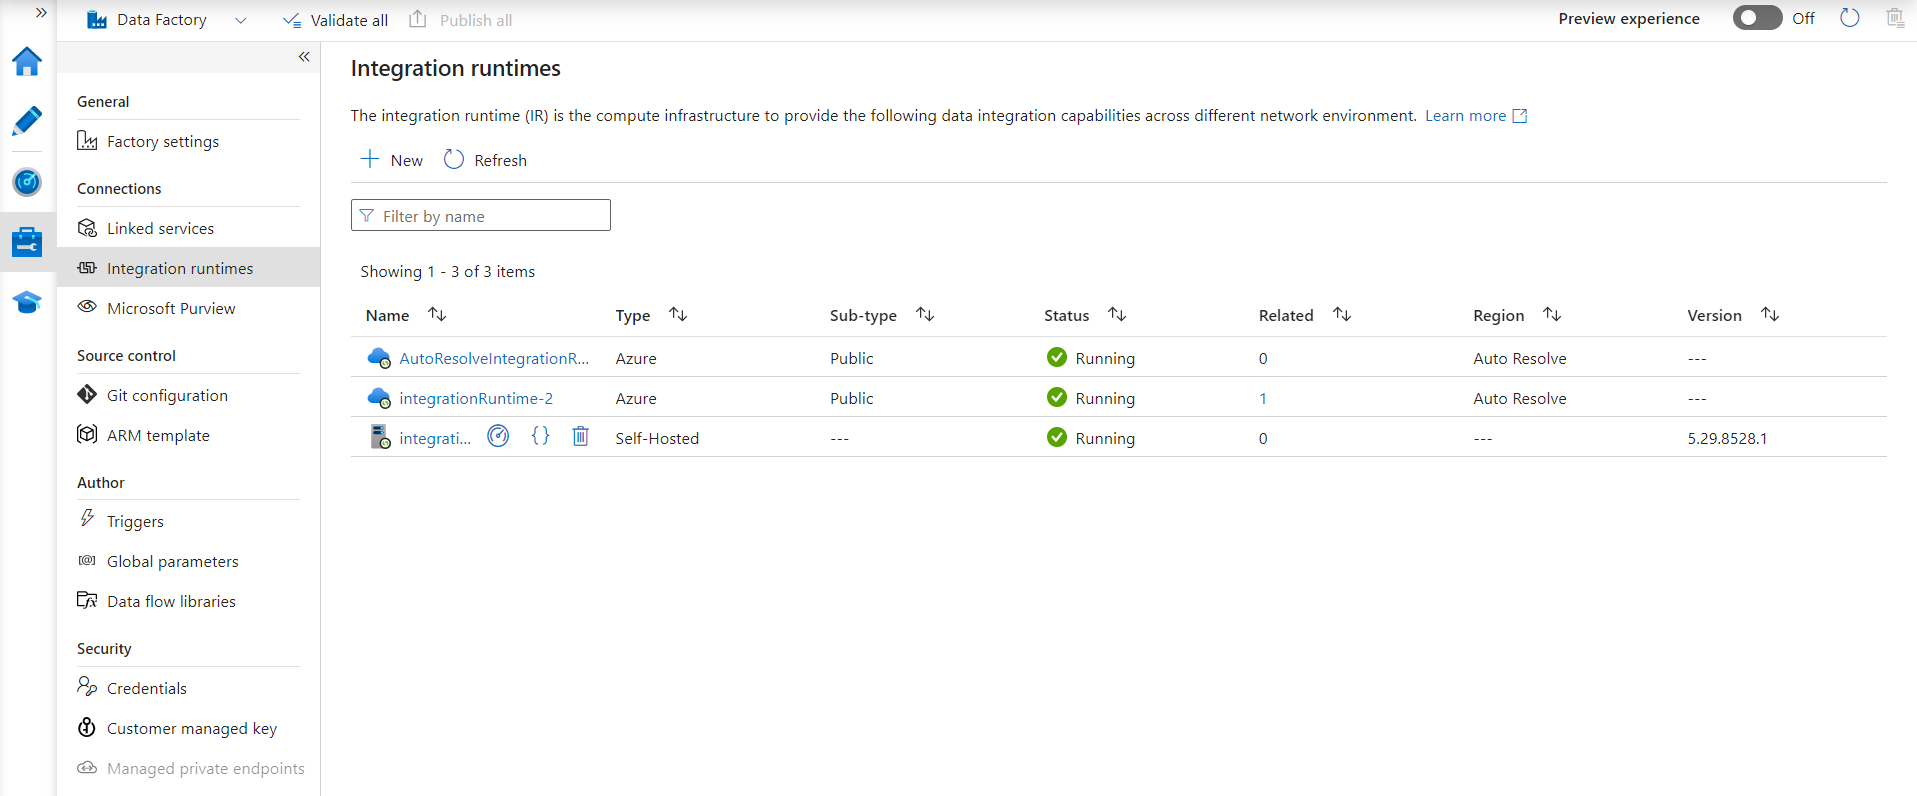 Data Factory
Validate all
Publish all
Preview experience
Off
General
Factory settings
Connections
Linked services
Integration runtimes
Microsoft Purview
Source control
Git configuration
ARM template
Author
Triggers
Global parameters
Data flow libraries
Security
Credentials
Customer managed key
Managed private endpoints
Integration runtimes
The integration runtime (IR) is the compute infrastructure to provide the following data integration capabilities across different network environment. Learn more
New Refresh
Filter by name
Showing 1 - 3 of 3 items
Name Type Sub-type Status Related Region Version
AutoResolveIntegrationR... Azure Public Running 0 Auto Resolve ---
integrationRuntime-2 Azure Public Running 1 Auto Resolve ---
integrati... {} Self-Hosted --- Running 0 --- 5.29.8528.1